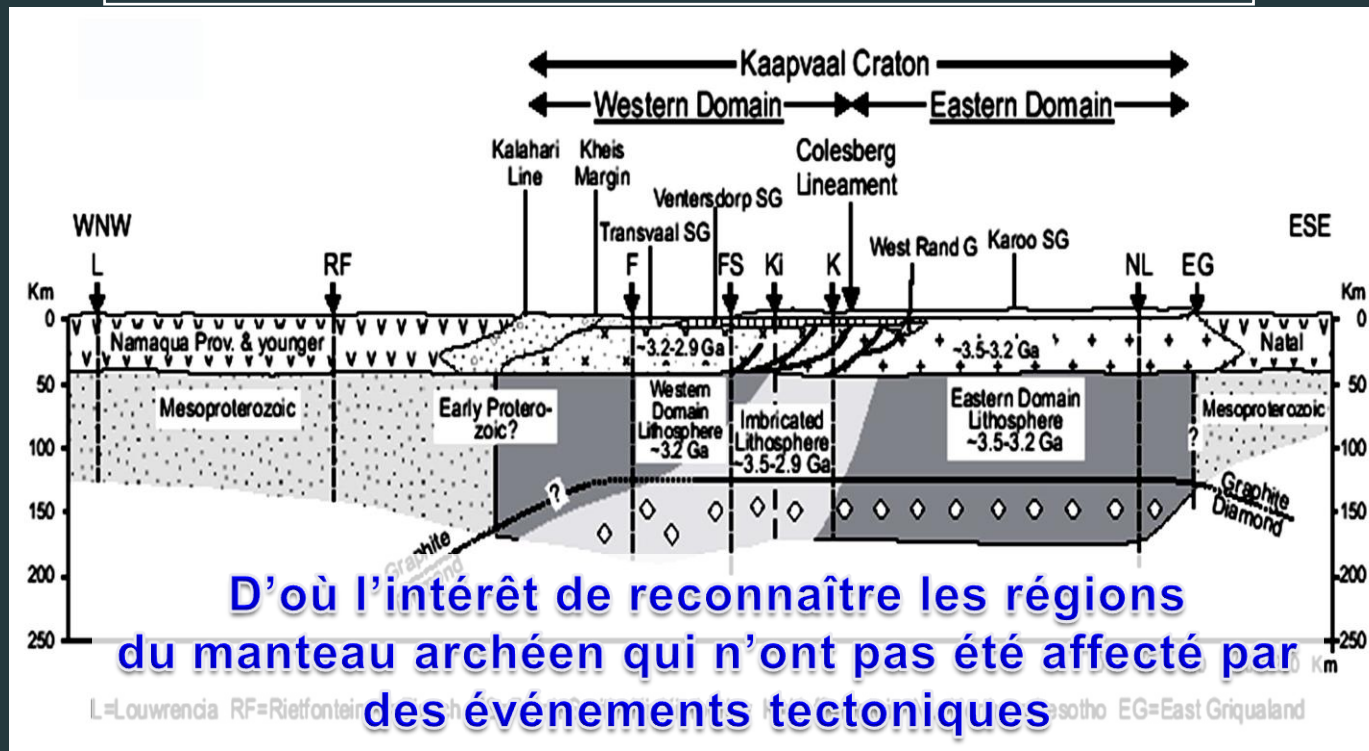 Kaapvaal Craton
Western Domain Eastern Domain
Kalahari Line
Kheis Margin
Colesberg Lineament
Ventersdorp SG
Transvaal SG
West Rand G
Karoo SG
WNW ESE
L RF F FS Ki K NL EG
Km Km
0 0
Namaqua Prov. & younger
~3.2-2.9 Ga
~3.5-3.2 Ga
Natal
50 50
Mesoproterozoic
Early Protero-
zoic?
Western
Domain
Lithosphere
~3.2 Ga
Imbricated
Lithosphere
~3.5-2.9 Ga
Eastern Domain
Lithosphere
~3.5-3.2 Ga
Mesoproterozoic
?
100 100
?
Graphite
Diamond
150 150
Graphite
200 200
D'où l'intérêt de reconnaître les régions
250 250
du manteau archéen qui n'ont pas été affecté par
Km
des événements tectoniques
L=Louwrencia RF=Rietfontein EG=East Griqualand